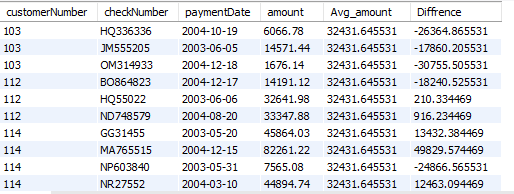 customerNumber checkNumber paymentDate amount Avg_amount Diffrence
103 HQ336336 2004-10-19 6066.78 32431.645531 -26364.865531
103 JM555205 2003-06-05 14571.44 32431.645531 -17860.205531
103 OM314933 2004-12-18 1676.14 32431.645531 -30755.505531
112 BO864823 2004-12-17 14191.12 32431.645531 -18240.525531
112 HQ55022 2003-06-06 32641.98 32431.645531 210.334469
112 ND748579 2004-08-20 33347.88 32431.645531 916.234469
114 GG31455 2003-05-20 45864.03 32431.645531 13432.384469
114 MA765515 2004-12-15 82261.22 32431.645531 49829.574469
114 NP603840 2003-05-31 7565.08 32431.645531 -24866.565531
114 NR27552 2004-03-10 44894.74 32431.645531 12463.094469